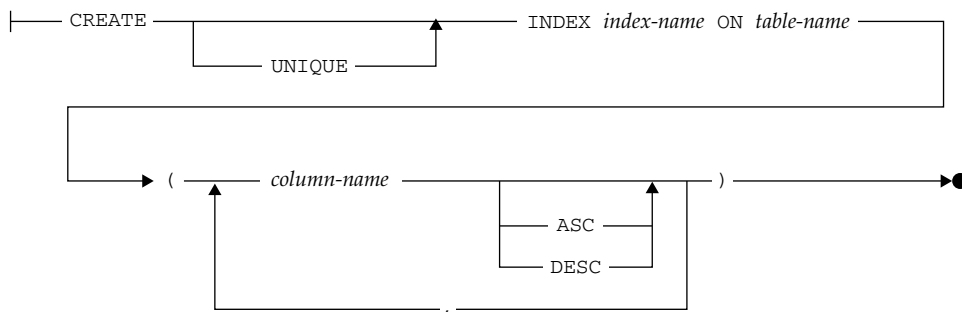 CREATE INDEX index-name ON table-name
UNIQUE
( column-name )
ASC
DESC
,